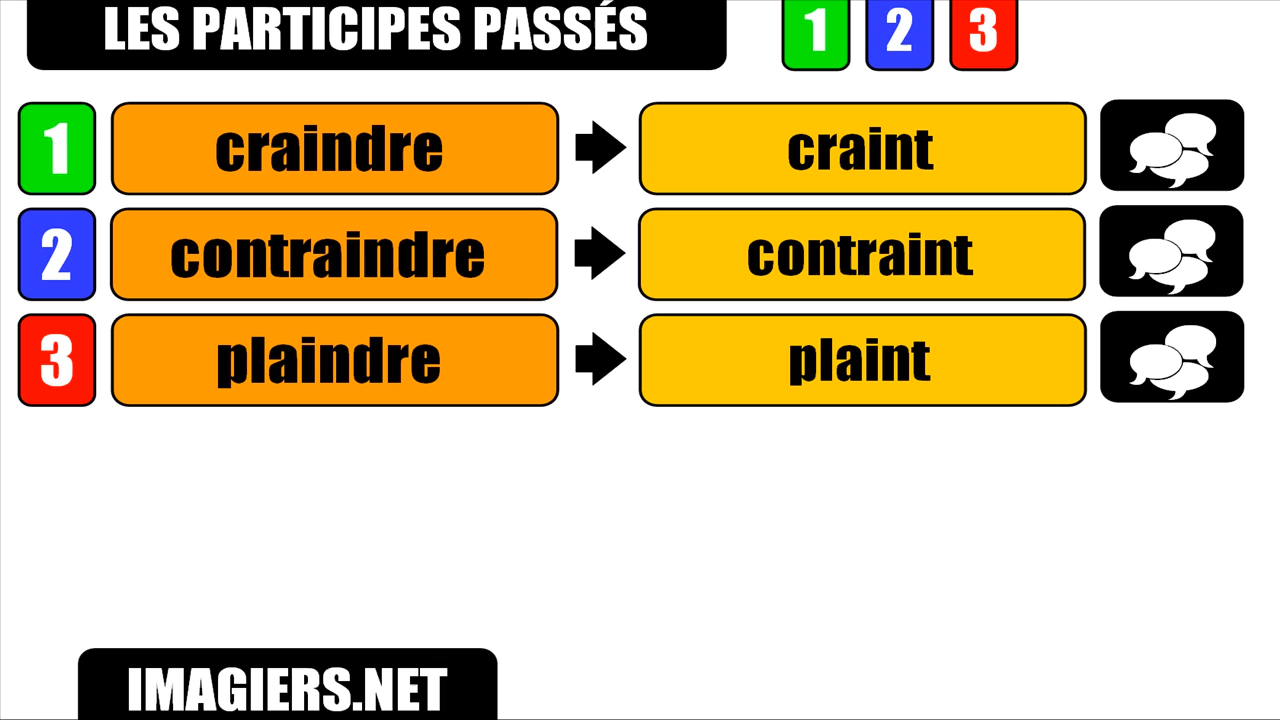 LES PARTICIPES PASSÉS 1 2 3
1 craindre craint
2 contraindre contraint
3 plaindre plaint
IMAGIERS.NET